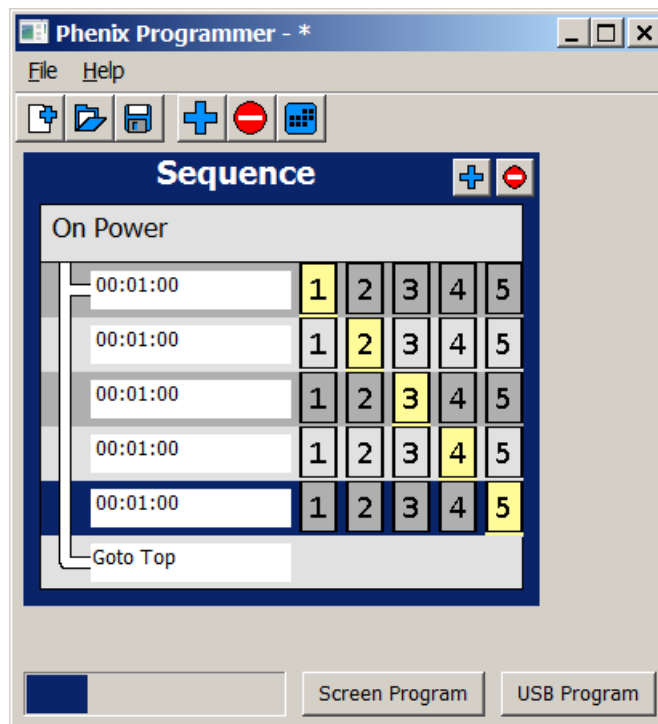 Phenix Programmer - *
File Help
Sequence
On Power
00:01:00 1 2 3 4 5
00:01:00 1 2 3 4 5
00:01:00 1 2 3 4 5
00:01:00 1 2 3 4 5
00:01:00 1 2 3 4 5
Goto Top
Screen Program USB Program